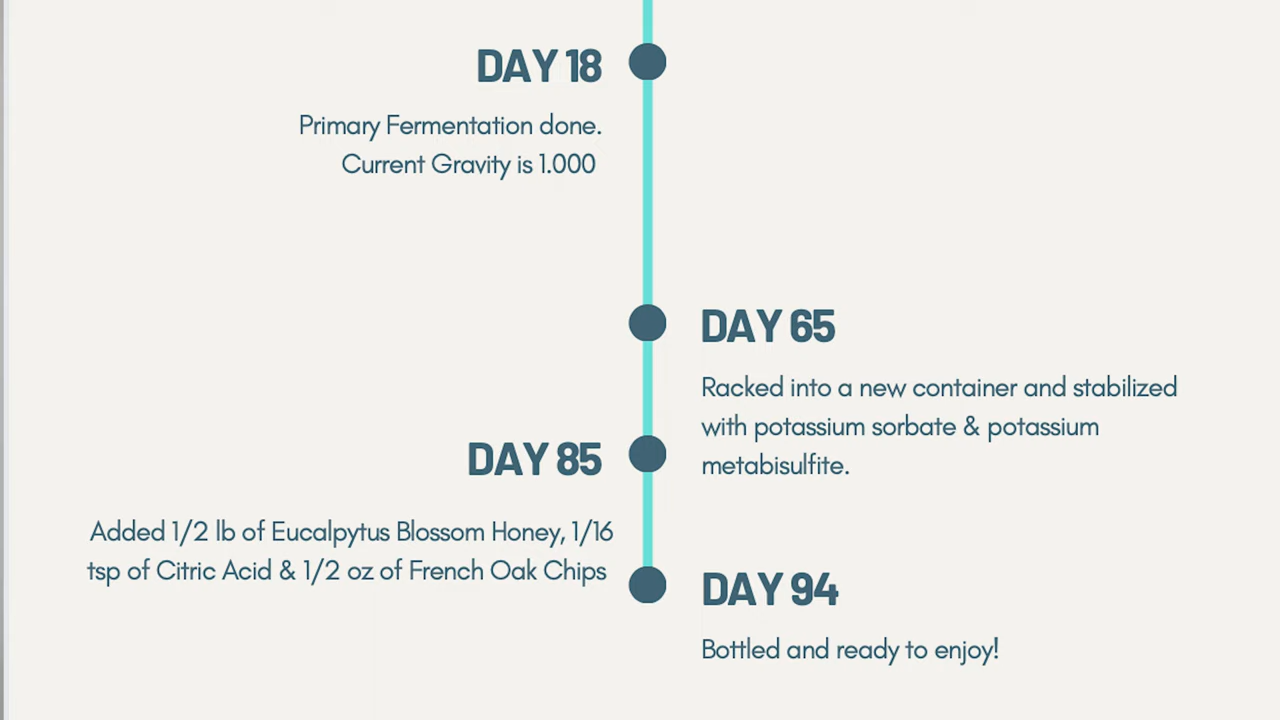 DAY 18
Primary Fermentation done.
Current Gravity is 1.000
DAY 65
Racked into a new container and stabilized
with potassium sorbate & potassium
metabisulfite.
DAY 85
Added 1/2 lb of Eucalpytus Blossom Honey, 1/16
tsp of Citric Acid & 1/2 oz of French Oak Chips
DAY 94
Bottled and ready to enjoy!